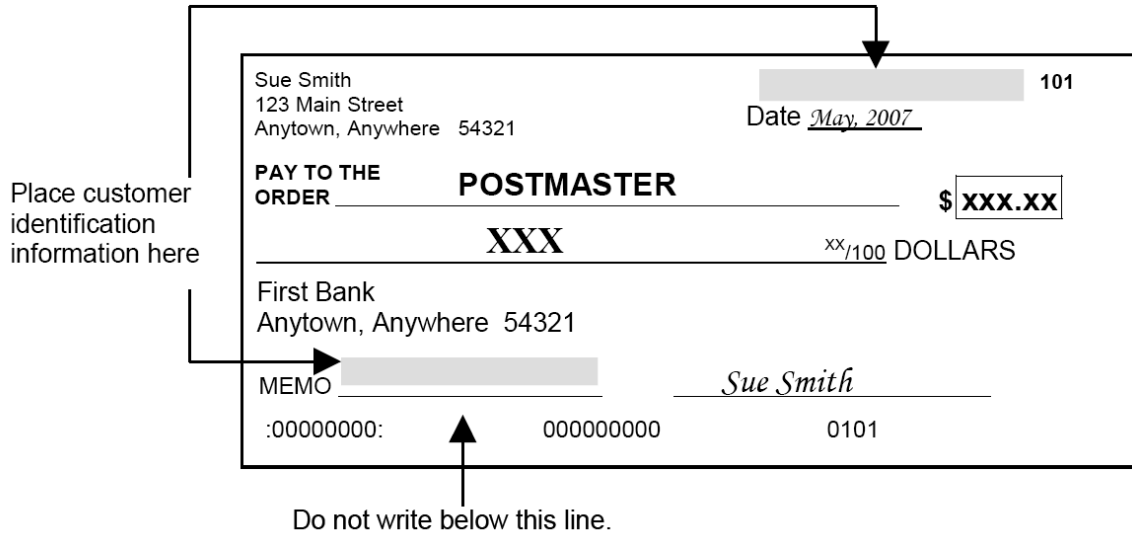 Sue Smith
123 Main Street
Anytown, Anywhere 54321
101
Date May, 2007
PAY TO THE
ORDER POSTMASTER
$ xxx.xx
XXX xx/100 DOLLARS
First Bank
Anytown, Anywhere 54321
MEMO Sue Smith
:00000000: 000000000 0101
Place customer
identification
information here
Do not write below this line.